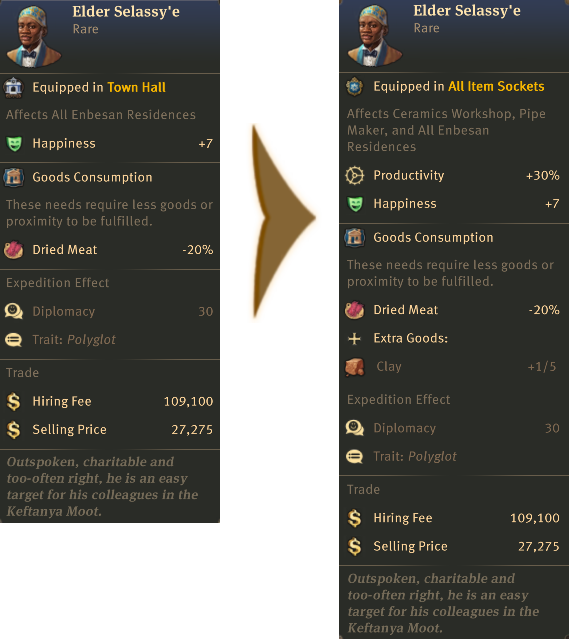 Elder Selassy'e
Rare
Equipped in Town Hall
Affects All Enbesan Residences
Happiness +7
Goods Consumption
These needs require less goods or
proximity to be fulfilled.
Dried Meat -20%
Expedition Effect
Diplomacy 30
Trait: Polyglot
Trade
Hiring Fee 109,100
Selling Price 27,275
Outspoken, charitable and
too-often right, he is an easy
target for his colleagues in the
Keftanya Moot.
Elder Selassy'e
Rare
Equipped in All Item Sockets
Affects Ceramics Workshop, Pipe
Maker, and All Enbesan
Residences
Productivity +30%
Happiness +7
Goods Consumption
These needs require less goods or
proximity to be fulfilled.
Dried Meat -20%
Extra Goods:
Clay +1/5
Expedition Effect
Diplomacy 30
Trait: Polyglot
Trade
Hiring Fee 109,100
Selling Price 27,275
Outspoken, charitable and
too-often right, he is an easy
target for his colleagues in the
Keftanya Moot.